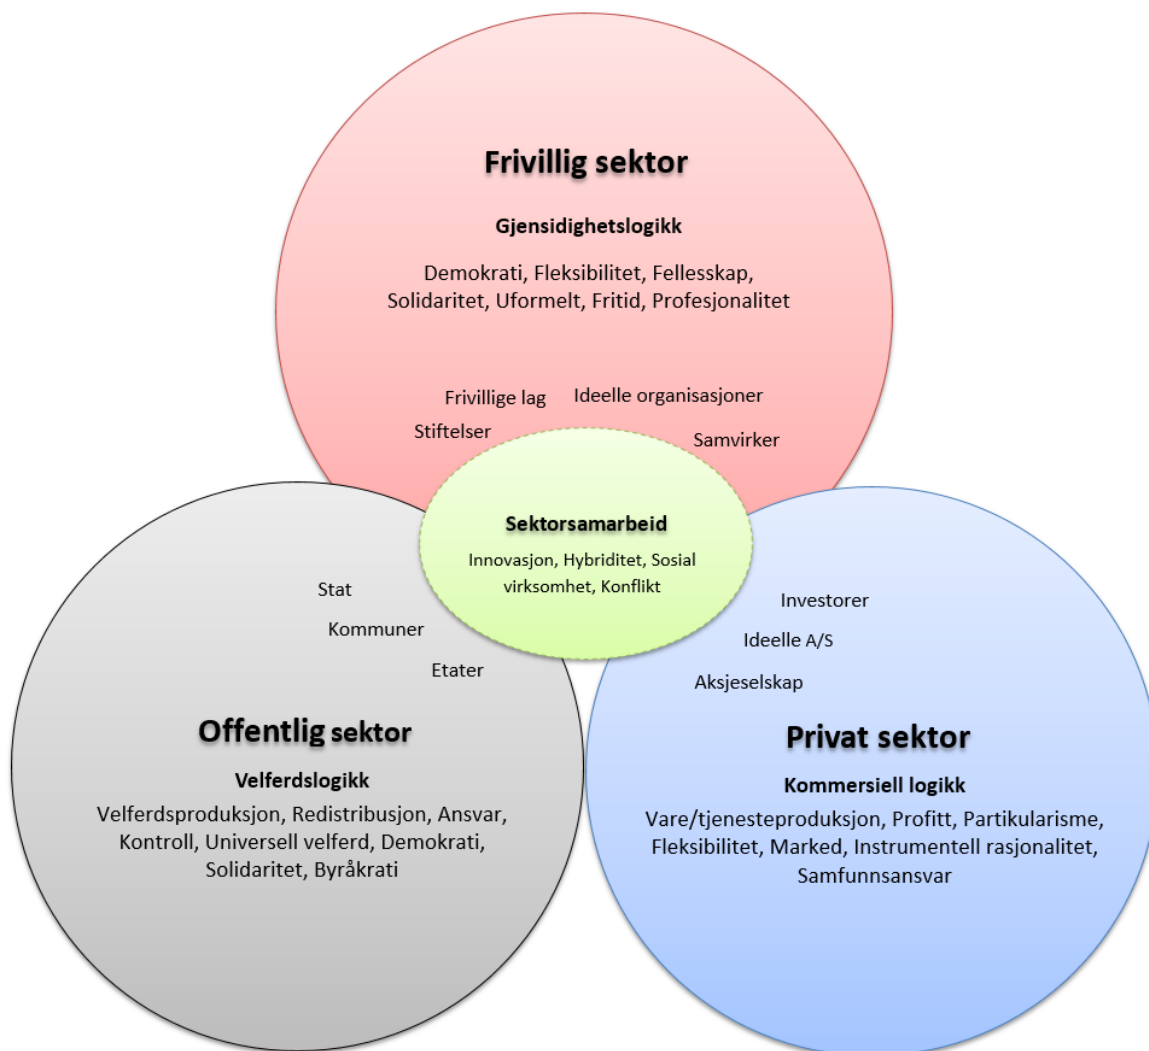 Frivillig sektor
Gjensidighetslogikk
Demokrati, Fleksibilitet, Fellesskap,
Solidaritet, Uformelt, Fritid, Profesjonalitet
Frivillige lag
Ideelle organisasjoner
Stiftelser
Samvirker
Sektorsamarbeid
Innovasjon, Hybriditet, Sosial
virksomhet, Konflikt
Stat
Kommuner
Etater
Offentlig sektor
Velferdslogikk
Velferdsproduksjon, Redistribusjon, Ansvar,
Kontroll, Universell velferd, Demokrati,
Solidaritet, Byråkrati
Investorer
Ideelle A/S
Aksjeselskap
Privat sektor
Kommersiell logikk
Vare/tjenesteproduksjon, Profitt, Partikularisme,
Fleksibilitet, Marked, Instrumentell rasjonalitet,
Samfunnsansvar